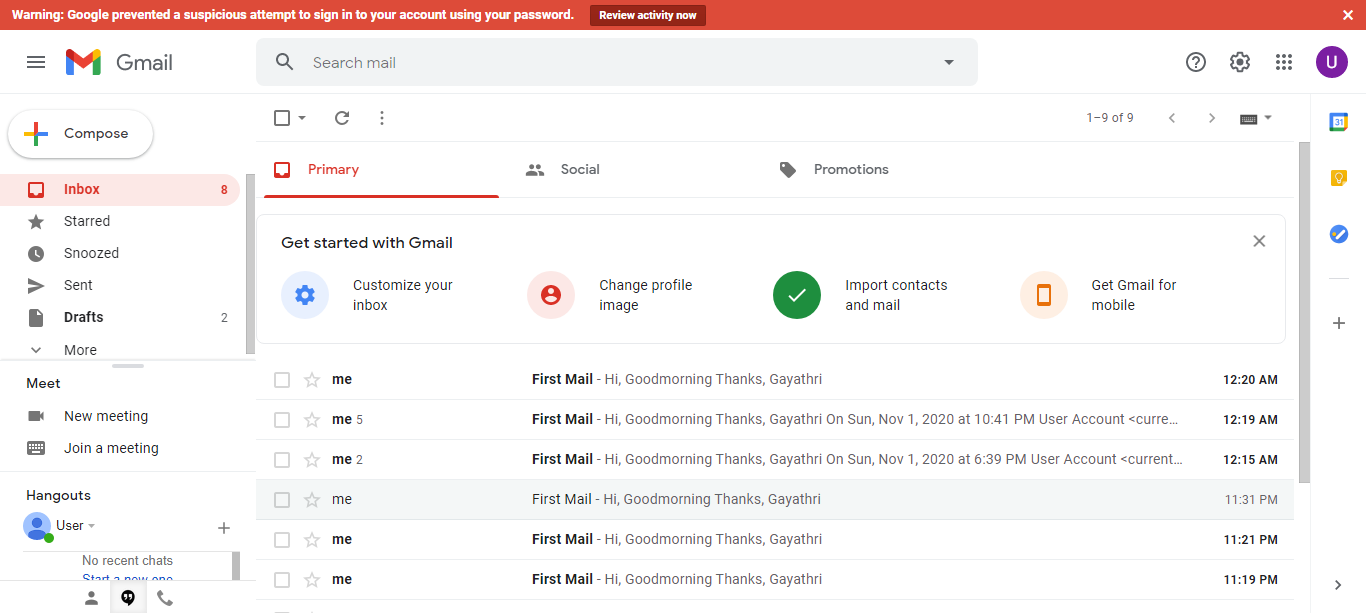 Warning: Google prevented a suspicious attempt to sign in to your account using your password. Review activity now
Gmail
Search mail
U
Compose
1–9 of 9
31
Inbox 8
Starred
Snoozed
Sent
Drafts 2
More
Primary
Social
Promotions
Get started with Gmail
Customize your
inbox
Change profile
image
Import contacts
and mail
Get Gmail for
mobile
me First Mail - Hi, Goodmorning Thanks, Gayathri 12:20 AM
me 5 First Mail - Hi, Goodmorning Thanks, Gayathri On Sun, Nov 1, 2020 at 10:41 PM User Account <curre... 12:19 AM
me 2 First Mail - Hi, Goodmorning Thanks, Gayathri On Sun, Nov 1, 2020 at 6:39 PM User Account <current... 12:15 AM
me First Mail - Hi, Goodmorning Thanks, Gayathri 11:31 PM
me First Mail - Hi, Goodmorning Thanks, Gayathri 11:21 PM
me First Mail - Hi, Goodmorning Thanks, Gayathri 11:19 PM
Meet
New meeting
Join a meeting
Hangouts
User
No recent chats
Start a new one